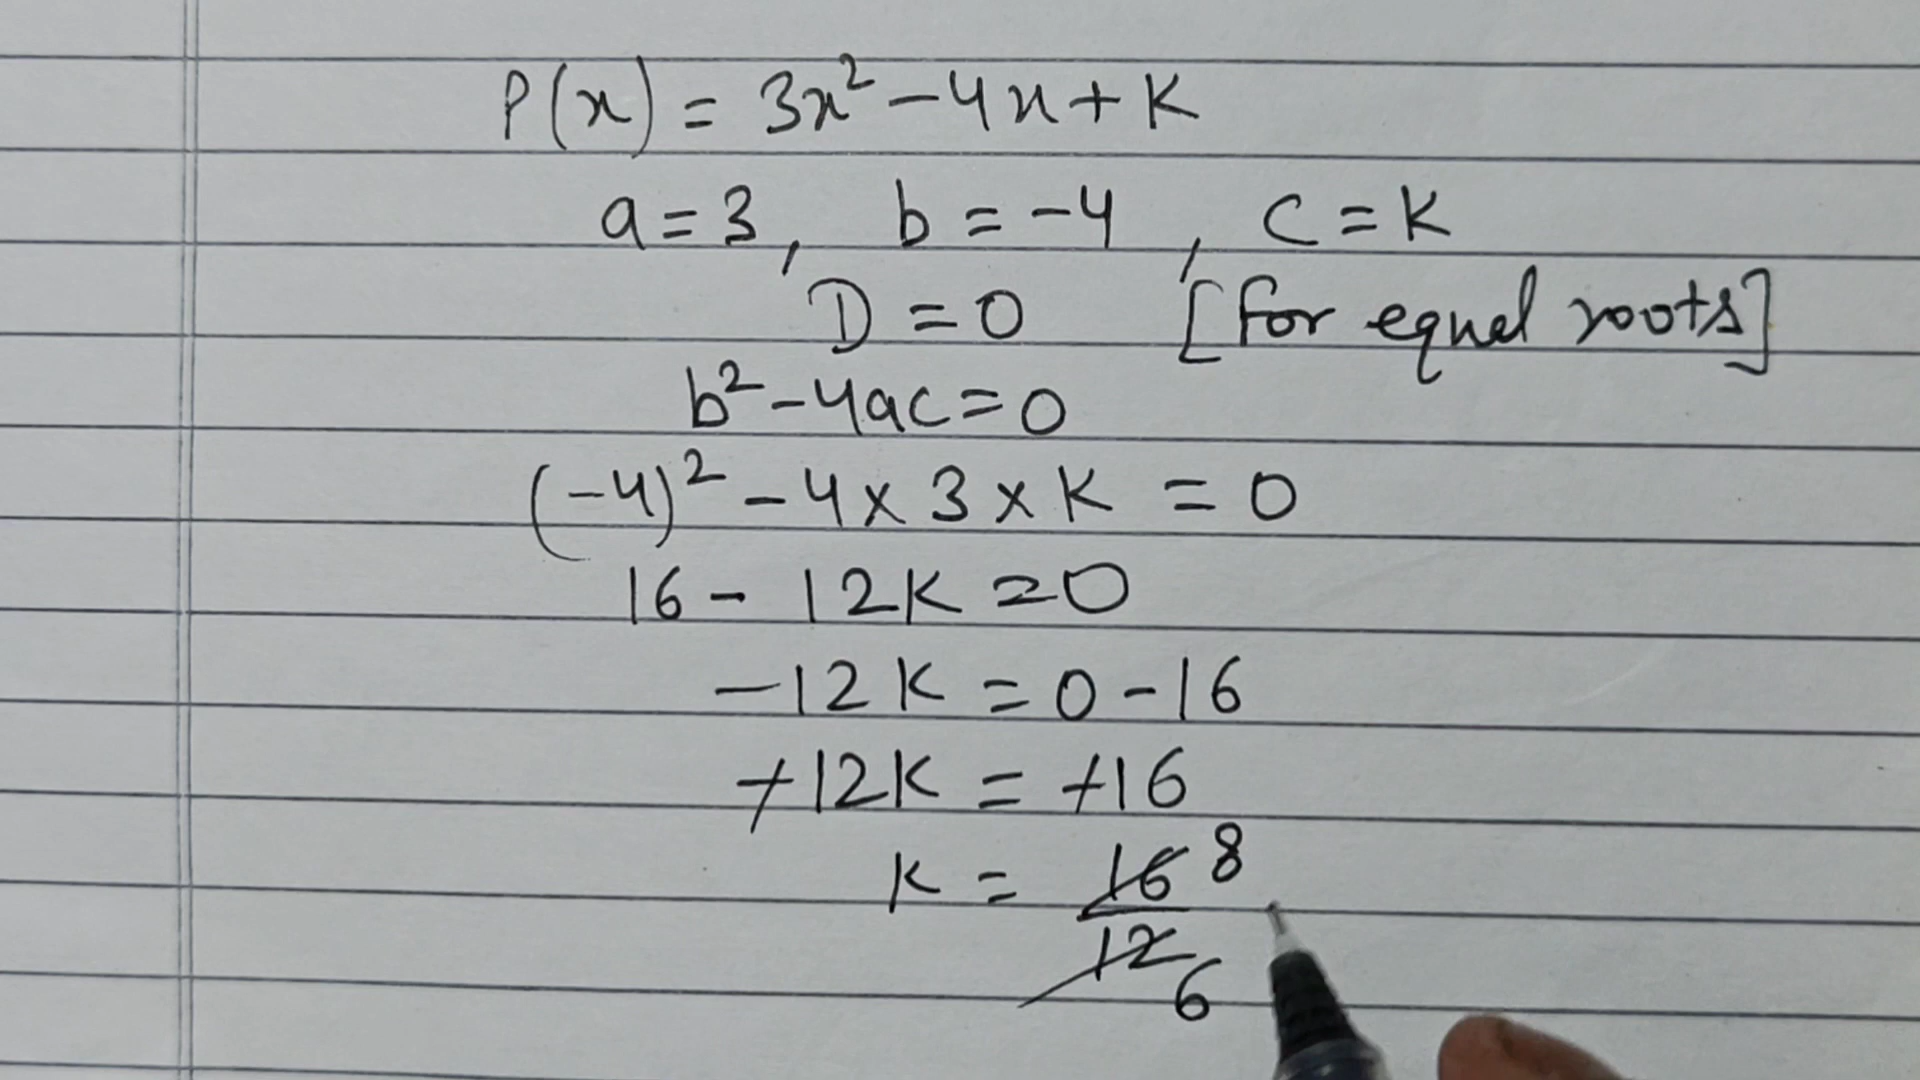 P(x) = 3x² - 4x + K
a = 3, b = -4, c = K
D = 0 [for equal roots]
b² - 4ac = 0
(-4)² - 4 × 3 × K = 0
16 - 12K = 0
-12K = 0 - 16
+12K = +16
K = 16 8
12 6